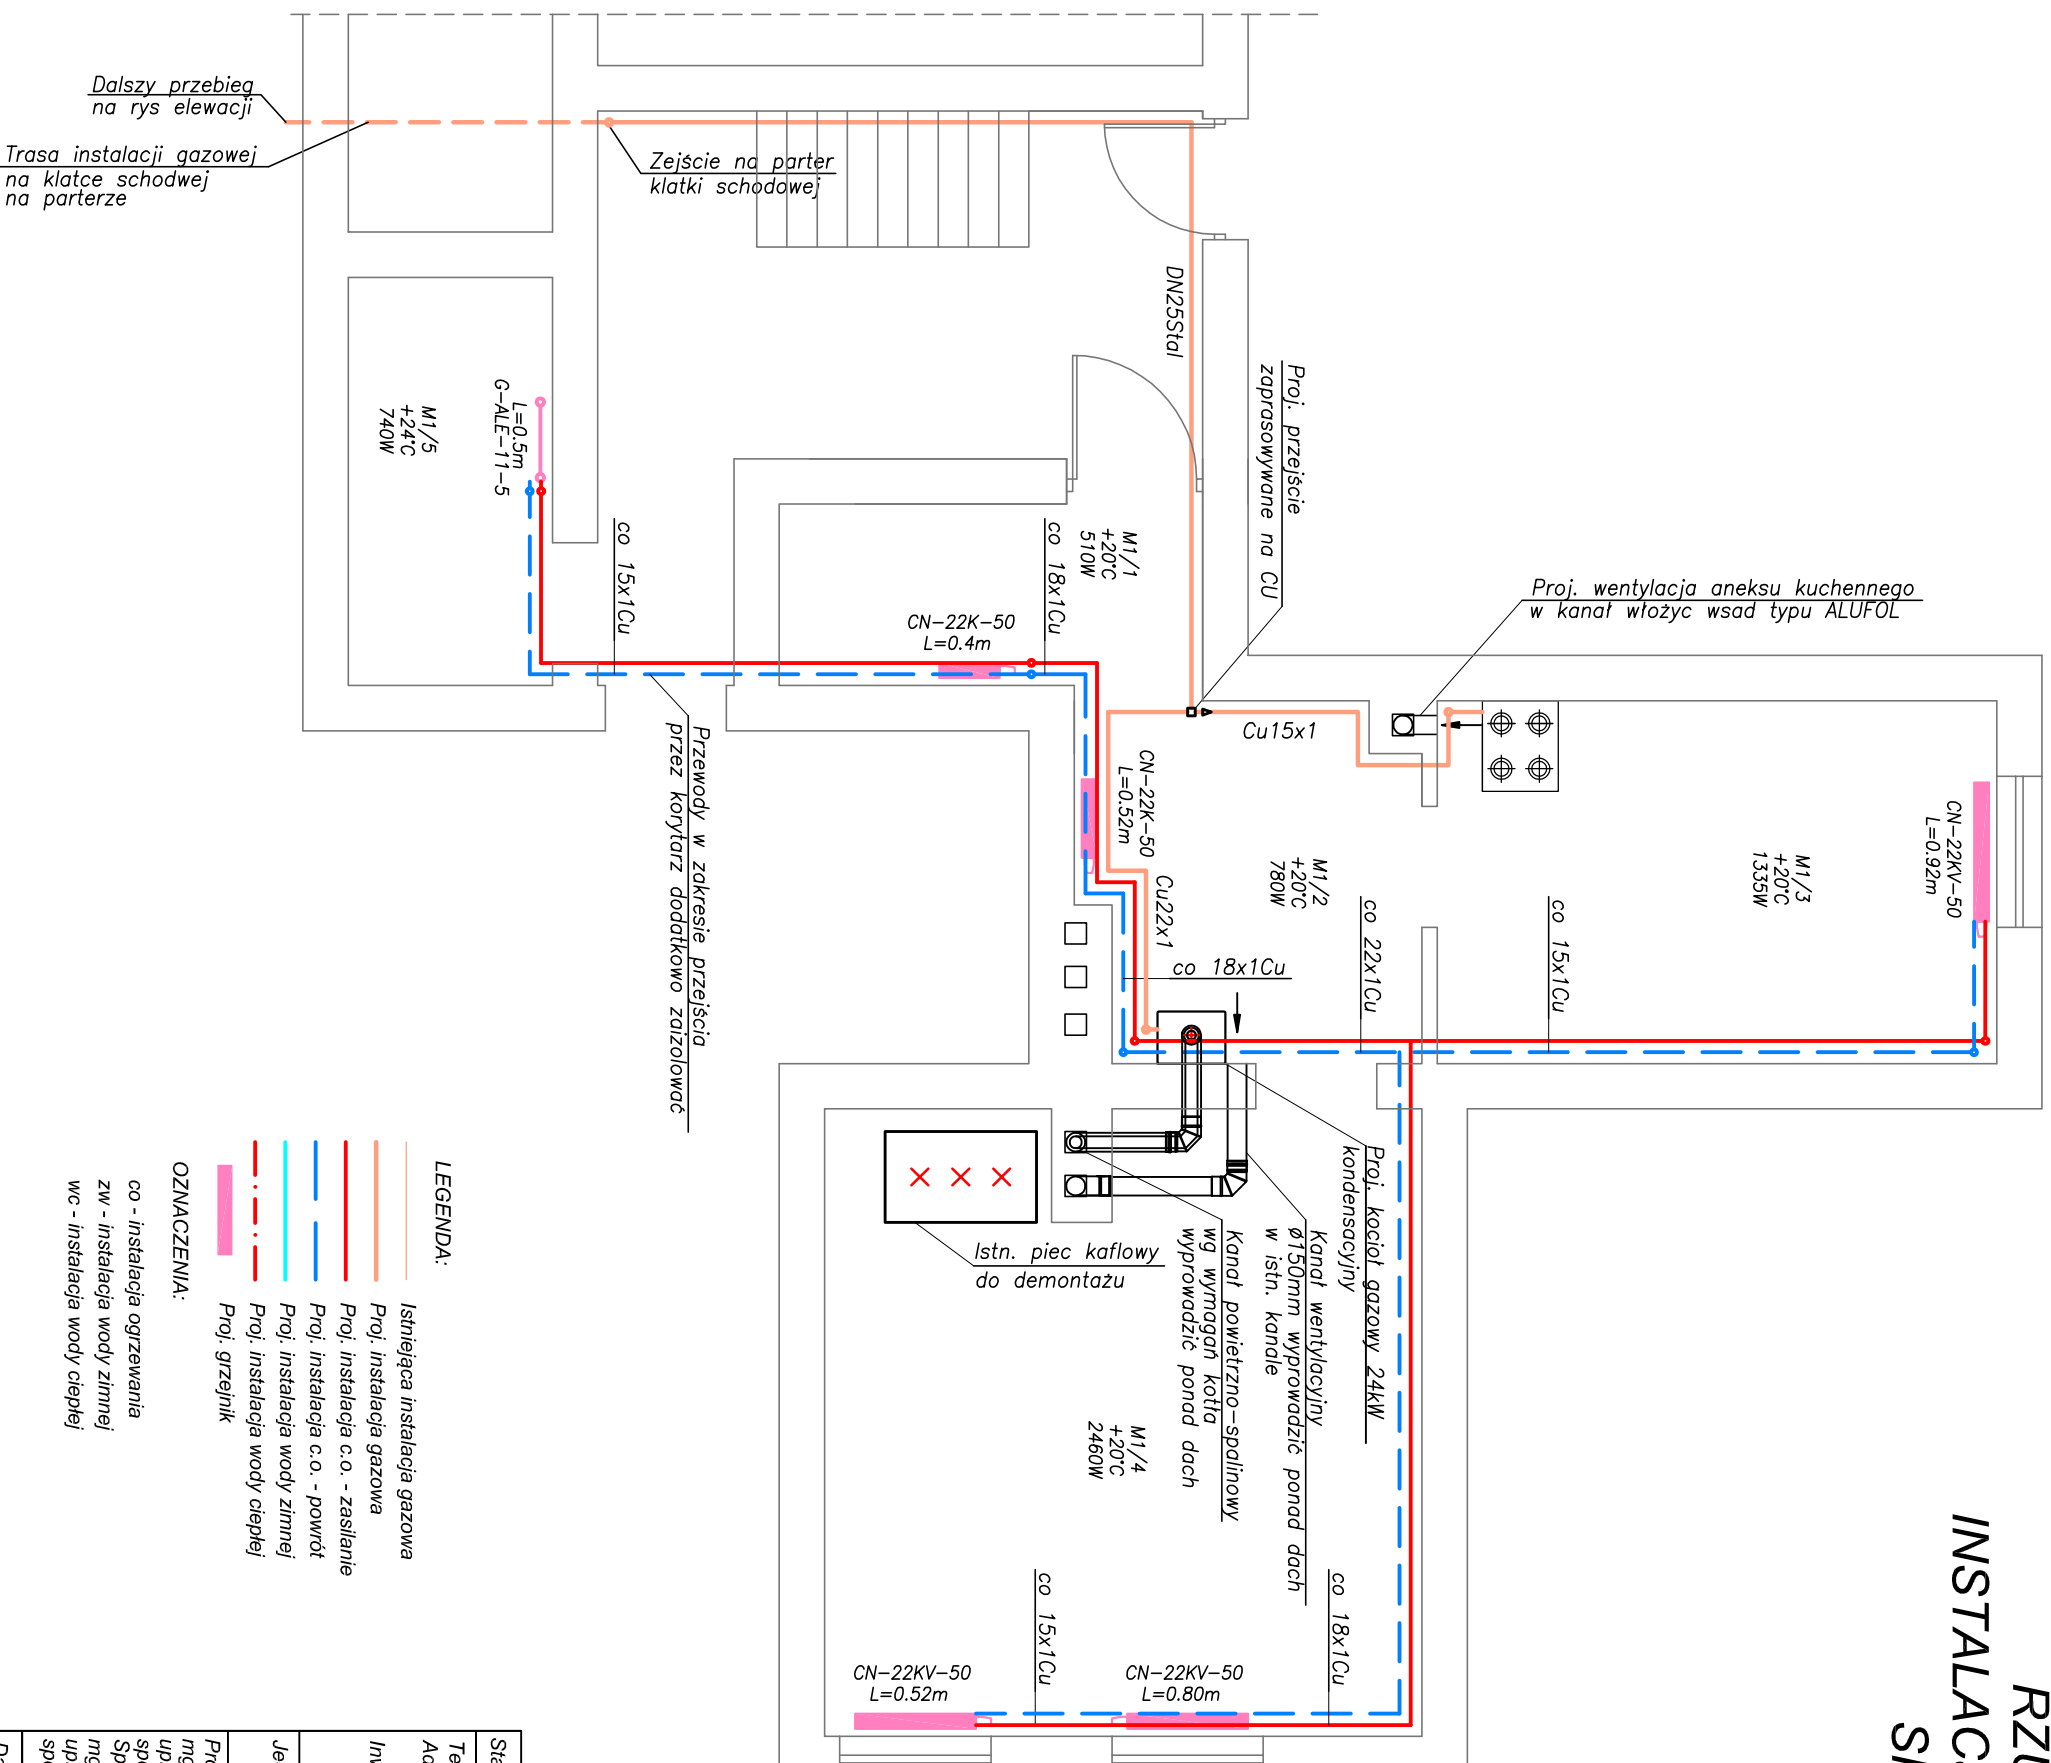 Dalszy przebieg
na rys elewacji
Trasa instalacji gazowej
na klatce schodwej
na parterze
Zejście na parter
klatki schodowej
DN25Stal
Proj. przejście
zaprasowywane na CU
Proj. wentylacja aneksu kuchennego
w kanał włożyc wsad typu ALUFOL
L=0.5m
G-ALE-11-5
M1/5
+24°C
740W
co 15x1Cu
CN-22K-50
L=0.4m
co 18x1Cu
M1/1
+20°C
510W
Cu15x1
CN-22K-50
L=0.52m
Cu22x1
M1/2
+20°C
780W
co 22x1Cu
co 15x1Cu
M1/3
+20°C
1335W
CN-22KV-50
L=0.92m
co 18x1Cu
Przewody w zakresie przejścia
przez korytarz dodatkowo zaizolować
Proj. kocioł gazowy 24kW
kondensacyjny
Kanał wentylacyjny
ø150mm wyprowadzić ponad dach
w istn. kanale
Kanał powietrzno-spalinowy
wg wymagań kotła
wyprowadzić ponad dach
Istn. piec kaflowy
do demontażu
M1/4
+20°C
2460W
co 15x1Cu
co 18x1Cu
CN-22KV-50
L=0.52m
CN-22KV-50
L=0.80m
LEGENDA:
Istniejąca instalacja gazowa
Proj. instalacja gazowa
Proj. instalacja c.o. - zasilanie
Proj. instalacja c.o. - powrót
Proj. instalacja wody zimnej
Proj. instalacja wody ciepłej
Proj. grzejnik
OZNACZENIA:
co - instalacja ogrzewania
zw - instalacja wody zimnej
wc - instalacja wody ciepłej